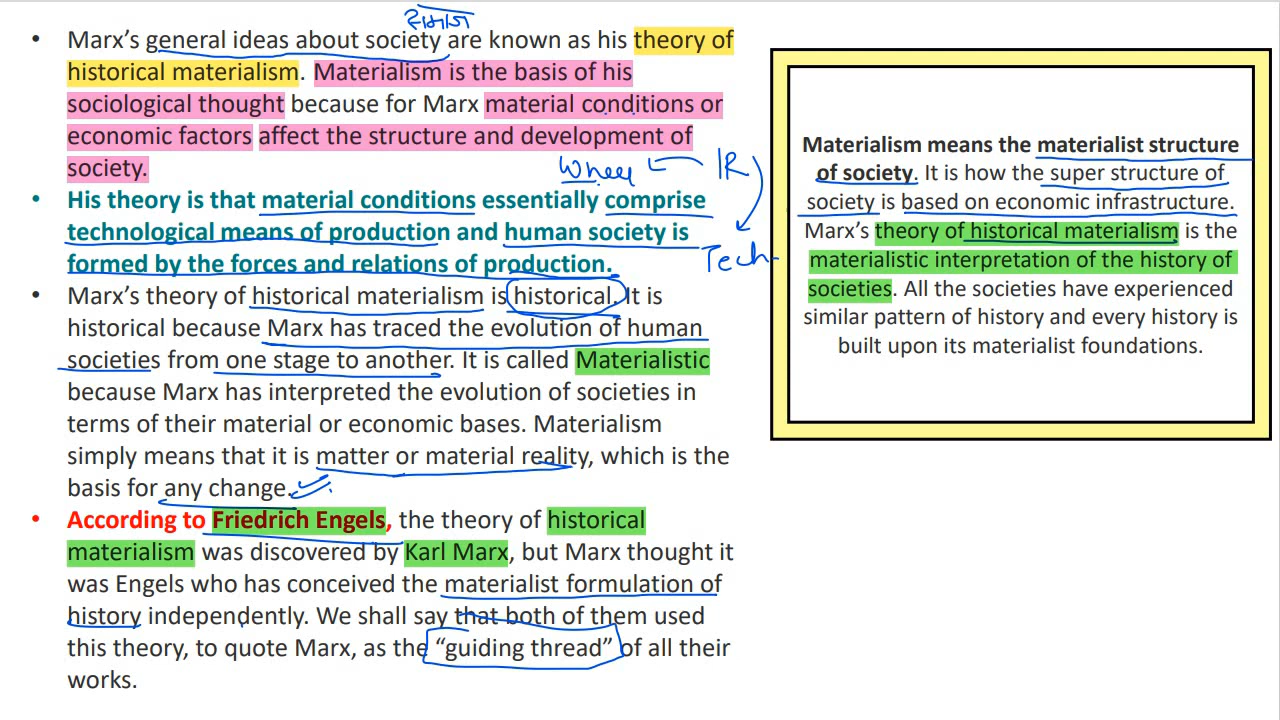 • Marx’s general ideas about society are known as his theory of
historical materialism. Materialism is the basis of his
sociological thought because for Marx material conditions or
economic factors affect the structure and development of
society.
Whee IR
• His theory is that material conditions essentially comprise
technological means of production and human society is
formed by the forces and relations of production.
Tech
• Marx’s theory of historical materialism is historical. It is
historical because Marx has traced the evolution of human
societies from one stage to another. It is called Materialistic
because Marx has interpreted the evolution of societies in
terms of their material or economic bases. Materialism
simply means that it is matter or material reality, which is the
basis for any change.
• According to Friedrich Engels, the theory of historical
materialism was discovered by Karl Marx, but Marx thought it
was Engels who has conceived the materialist formulation of
history independently. We shall say that both of them used
this theory, to quote Marx, as the “guiding thread” of all their
works.
Materialism means the materialist structure
of society. It is how the super structure of
society is based on economic infrastructure.
Marx’s theory of historical materialism is the
materialistic interpretation of the history of
societies. All the societies have experienced
similar pattern of history and every history is
built upon its materialist foundations.